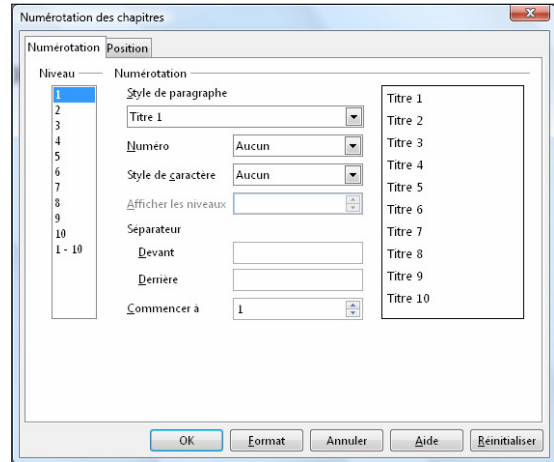 Numérotation des chapitres
Numérotation Position
Niveau
1
2
3
4
5
6
7
8
9
10
1 - 10
Numérotation
Style de paragraphe
Titre 1
Numéro Aucun
Style de caractère Aucun
Afficher les niveaux
Séparateur
Devant
Derrière
Commencer à 1
Titre 1
Titre 2
Titre 3
Titre 4
Titre 5
Titre 6
Titre 7
Titre 8
Titre 9
Titre 10
OK Format Annuler Aide Réinitialiser